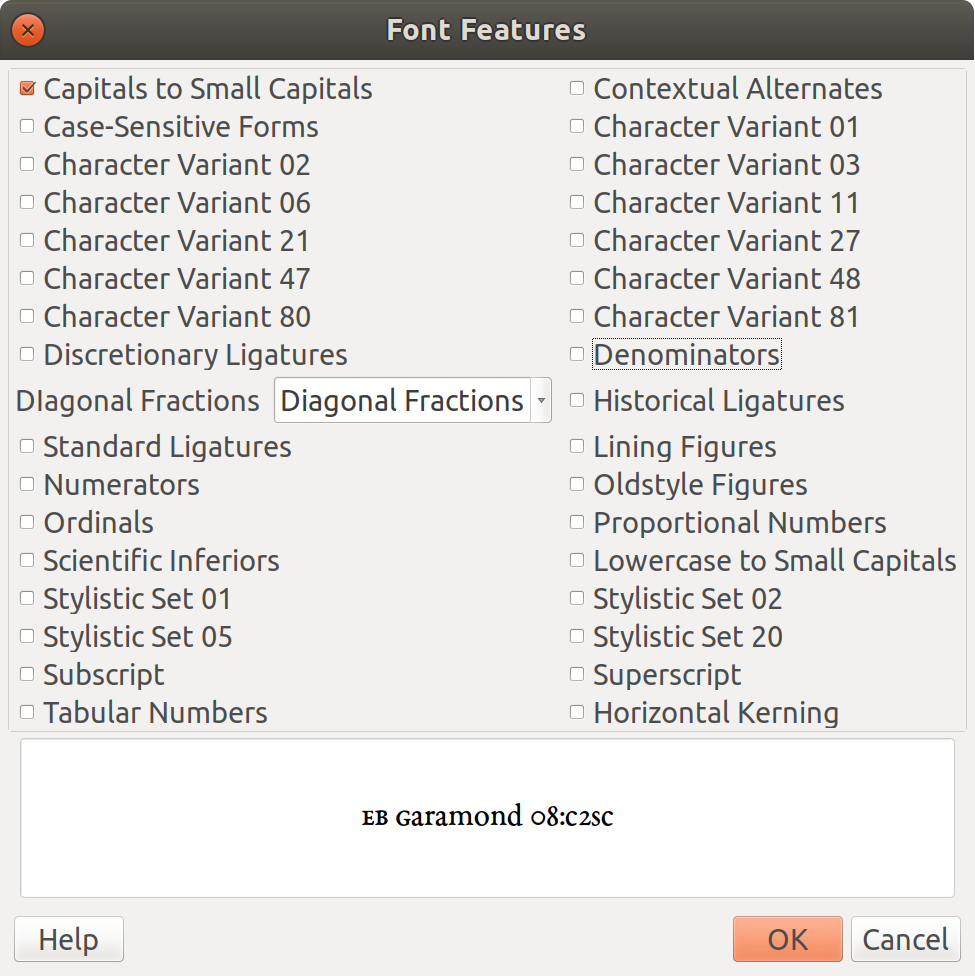 Font Features
Capitals to Small Capitals Contextual Alternates
Case-Sensitive Forms Character Variant 01
Character Variant 02 Character Variant 03
Character Variant 06 Character Variant 11
Character Variant 21 Character Variant 27
Character Variant 47 Character Variant 48
Character Variant 80 Character Variant 81
Discretionary Ligatures Denominators
DIagonal Fractions Diagonal Fractions Historical Ligatures
Standard Ligatures Lining Figures
Numerators Oldstyle Figures
Ordinals Proportional Numbers
Scientific Inferiors Lowercase to Small Capitals
Stylistic Set 01 Stylistic Set 02
Stylistic Set 05 Stylistic Set 20
Subscript Superscript
Tabular Numbers Horizontal Kerning
EB Garamond 08:c2sc
Help OK Cancel